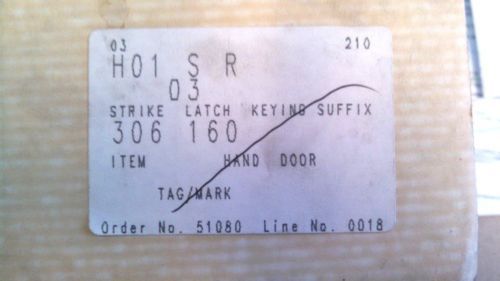 03 210
H01 S R
03
STRIKE LATCH KEYING SUFFIX
306 160
ITEM HAND DOOR
TAG/MARK
Order No. 51080 Line No. 0018